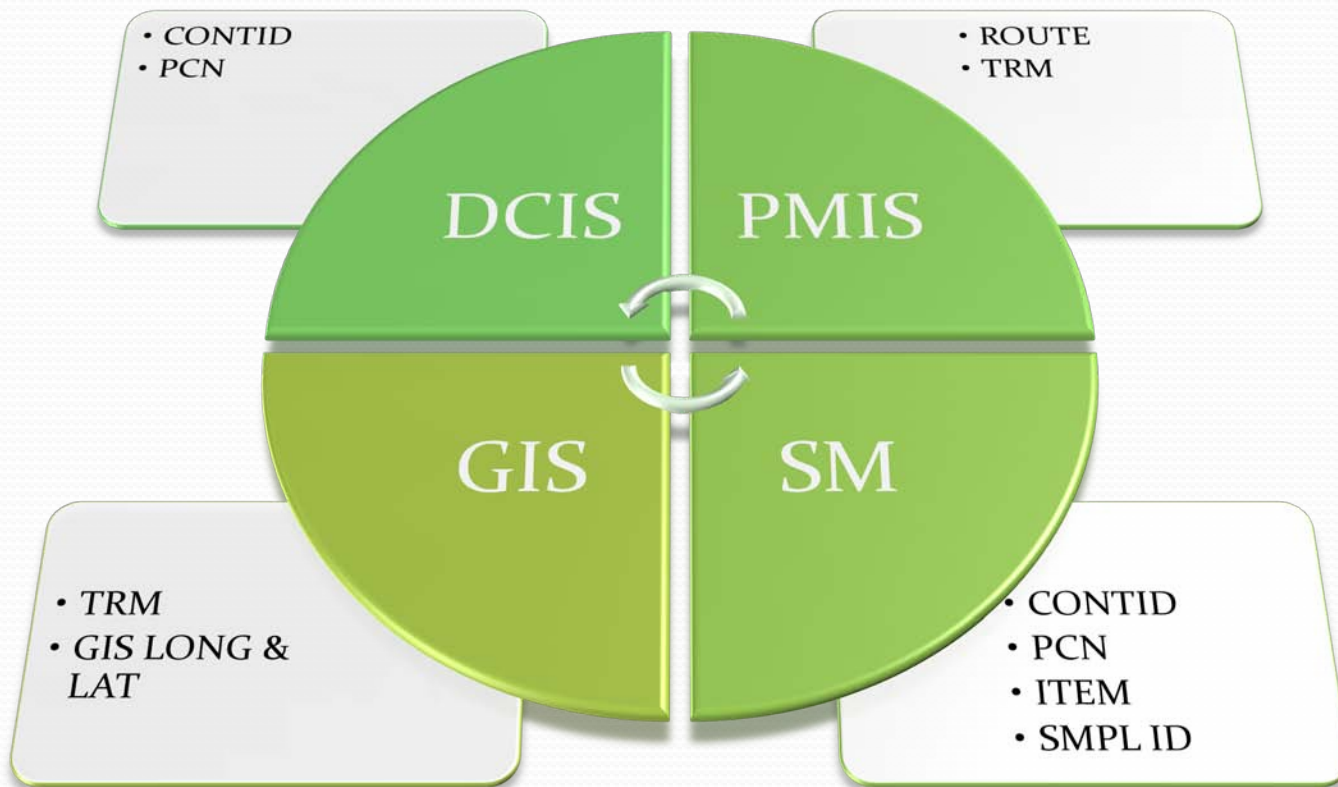 • CONTID
• PCN
• ROUTE
• TRM
DCIS
PMIS
GIS
SM
• TRM
• GIS LONG &
LAT
• CONTID
• PCN
• ITEM
• SMPL ID